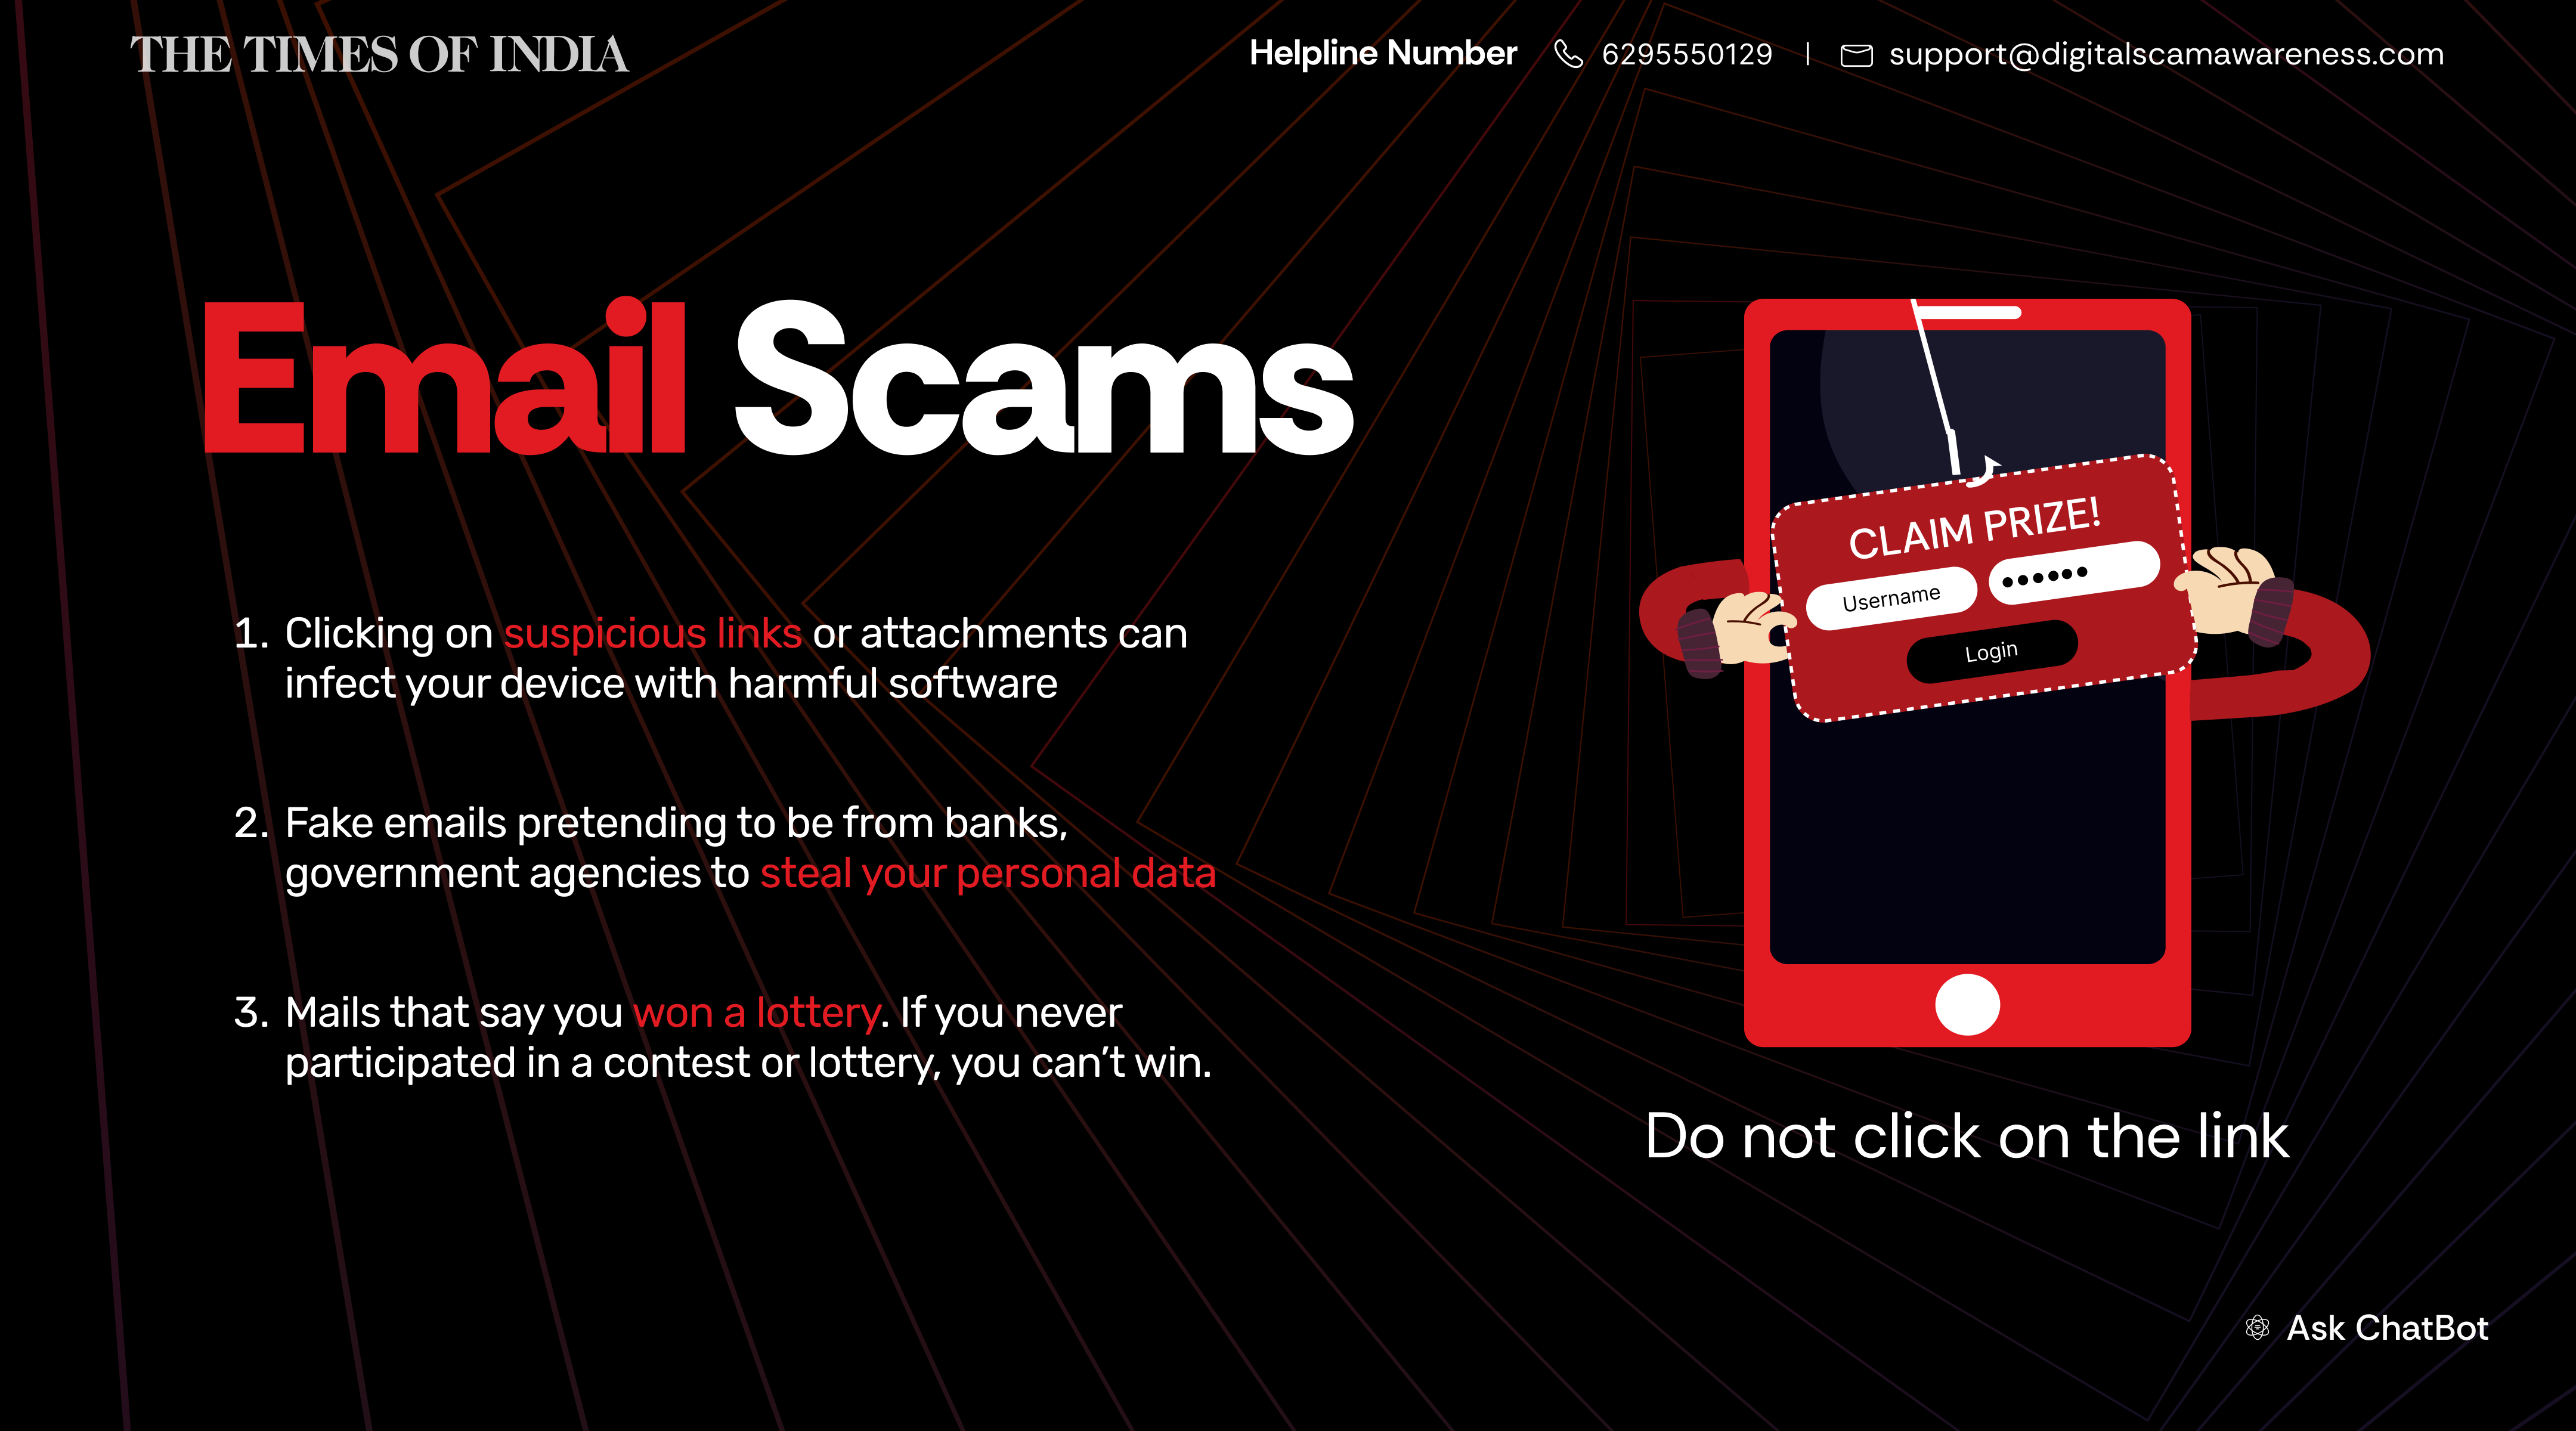 THE TIMES OF INDIA
Helpline Number 6295550129 | support@digitalscamawareness.com
Email Scams
1. Clicking on suspicious links or attachments can
infect your device with harmful software
2. Fake emails pretending to be from banks,
government agencies to steal your personal data
3. Mails that say you won a lottery. If you never
participated in a contest or lottery, you can’t win.
CLAIM PRIZE!
Username ••••••
Login
Do not click on the link
Ask ChatBot